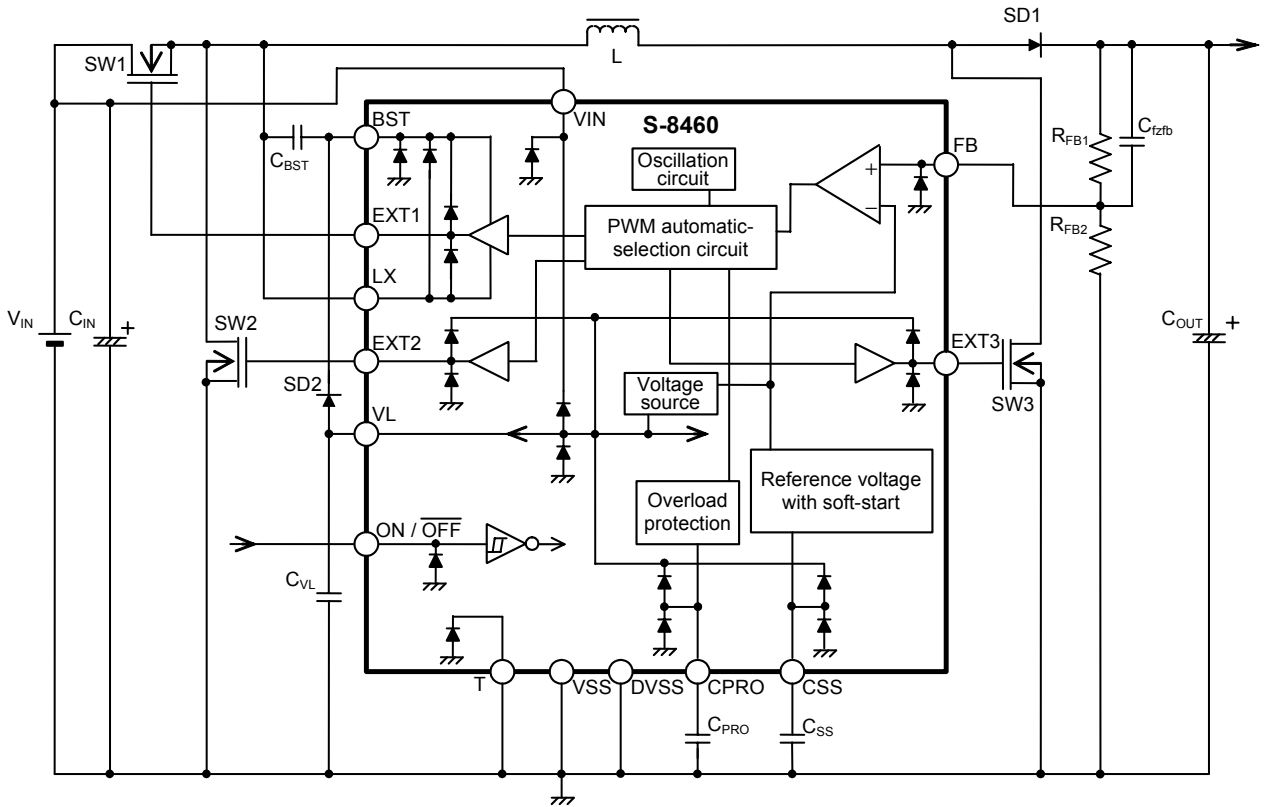 SD1
L
SW1
BST
VIN
S-8460
FB
C_BST
Oscillation
circuit
+
−
R_FB1
C_fzfb
EXT1
PWM automatic-
selection circuit
R_FB2
LX
V_IN
C_IN
+
SW2
EXT2
C_OUT
+
EXT3
SD2
Voltage
source
SW3
VL
Reference voltage
with soft-start
Overload
protection
ON / O̅F̅F̅
C_VL
T
VSS
DVSS
CPRO
CSS
C_PRO
C_SS